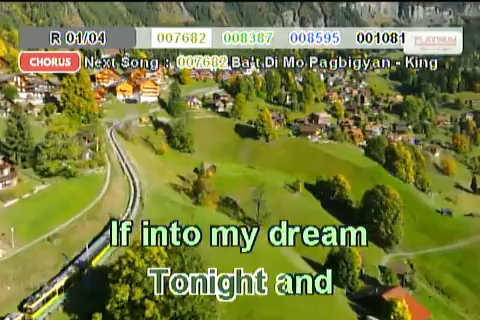 R 01/04 007682 008387 008595 001081 PLATINUM
CHORUS Next Song : 007682 Ba't Di Mo Pagbigyan - King
If into my dream
Tonight and